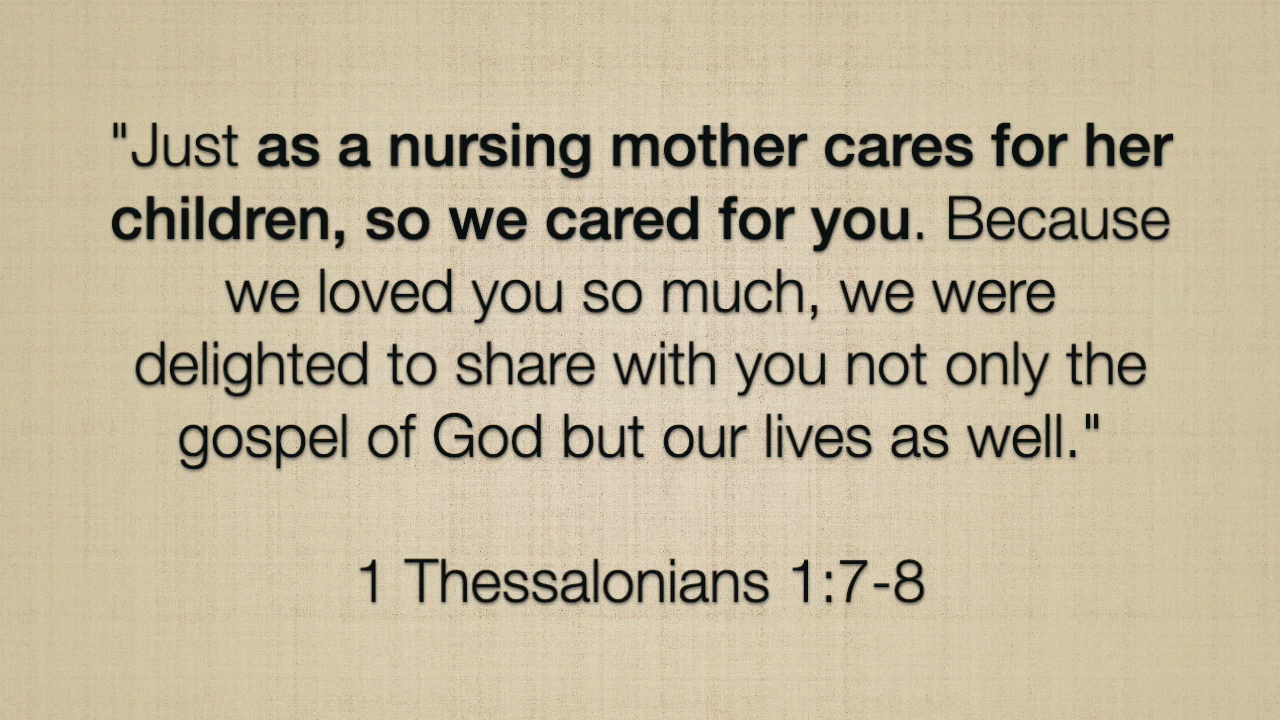 "Just as a nursing mother cares for her
children, so we cared for you. Because
we loved you so much, we were
delighted to share with you not only the
gospel of God but our lives as well."
1 Thessalonians 1:7-8